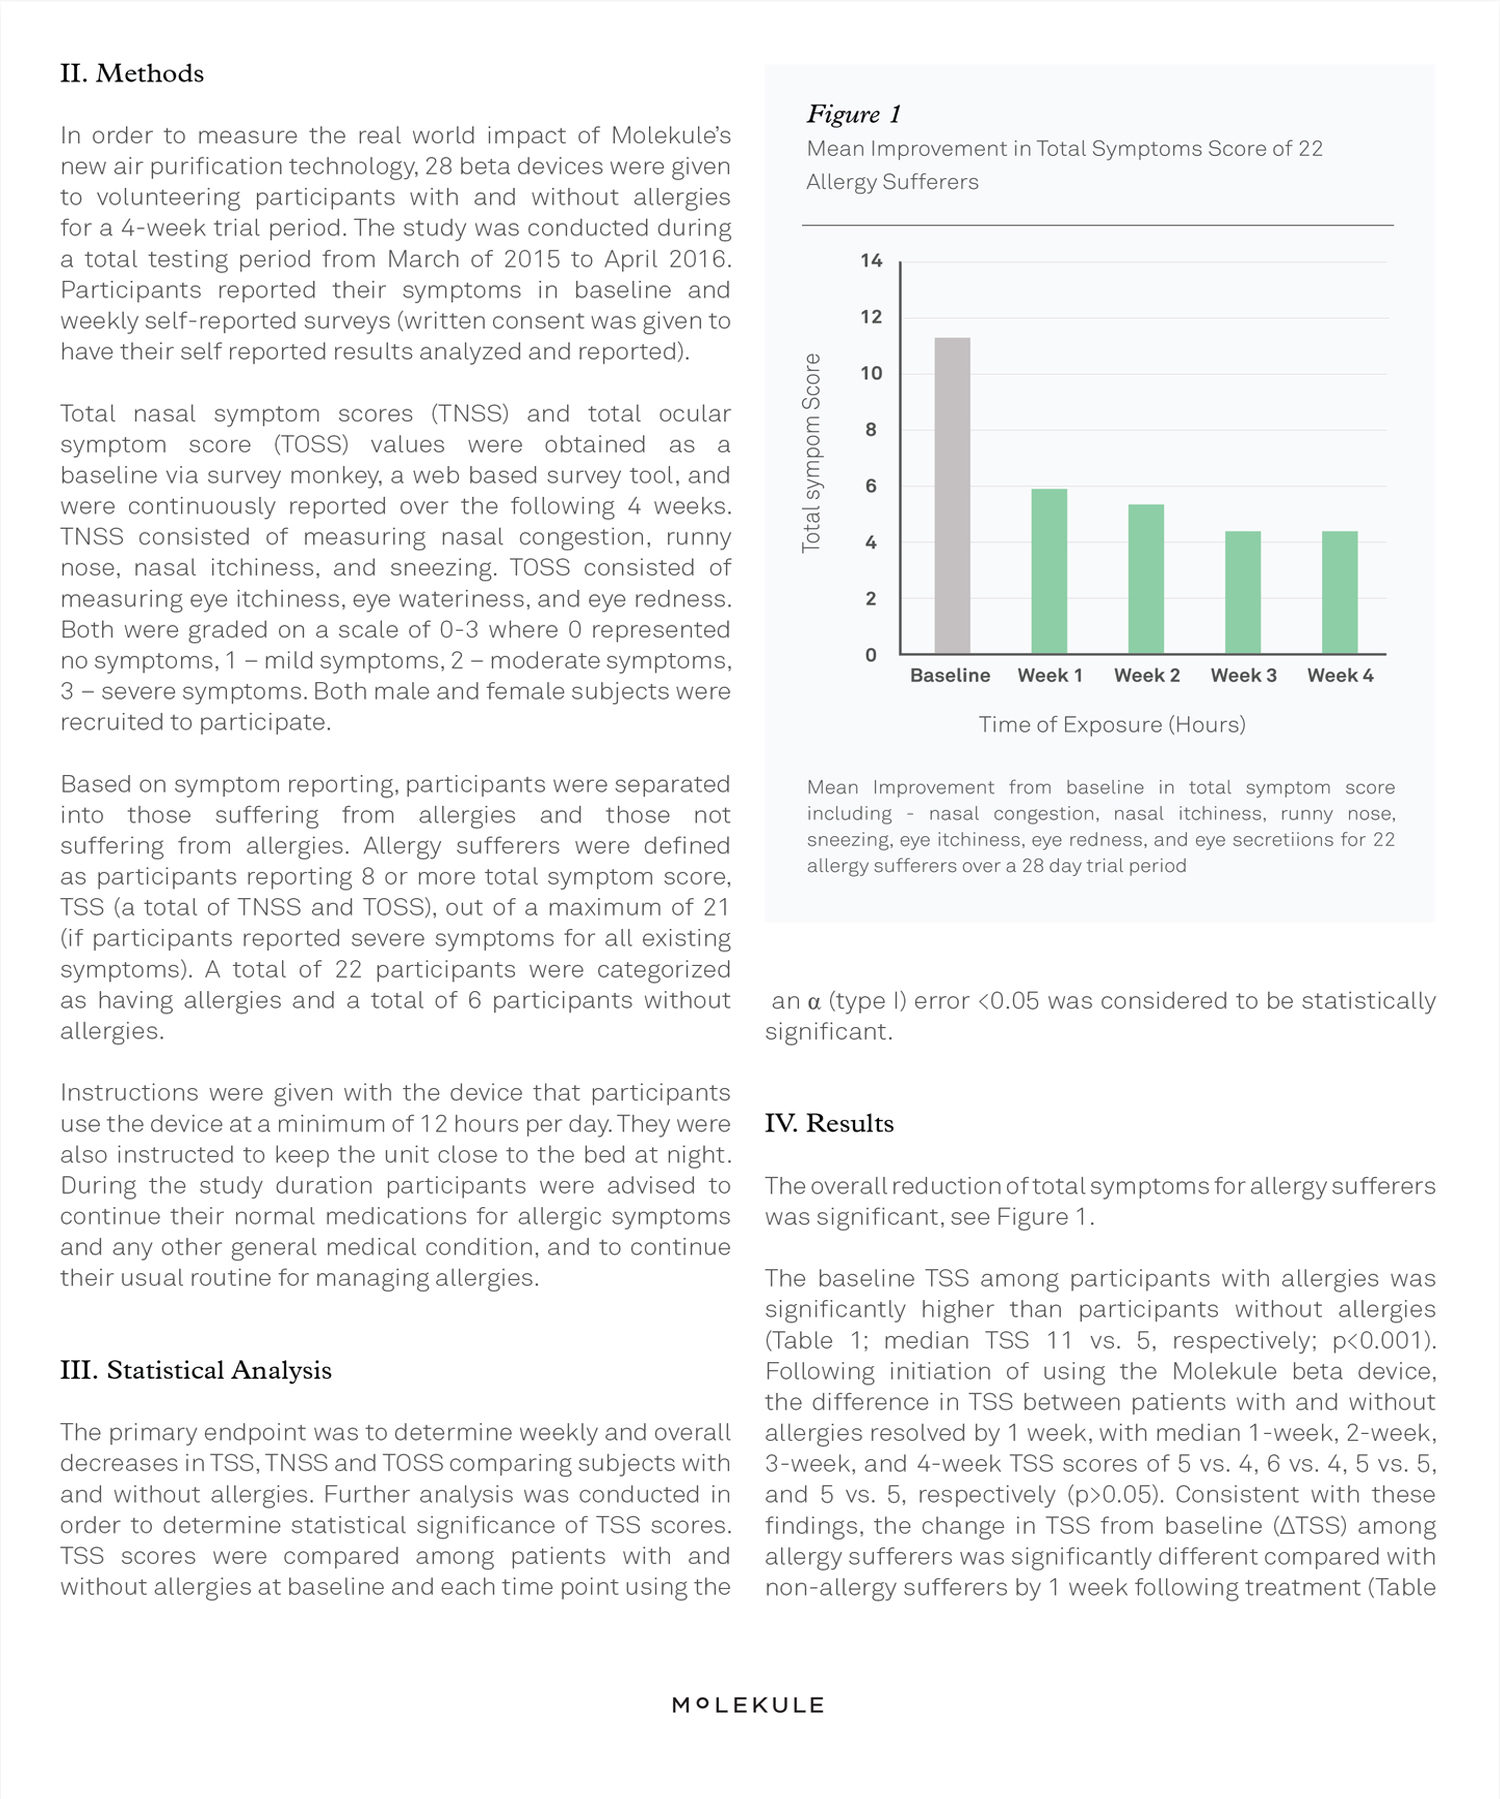 II. Methods
In order to measure the real world impact of Molekule's
new air purification technology, 28 beta devices were given
to volunteering participants with and without allergies
for a 4-week trial period. The study was conducted during
a total testing period from March of 2015 to April 2016.
Participants reported their symptoms in baseline and
weekly self-reported surveys (written consent was given to
have their self reported results analyzed and reported).
Total nasal symptom scores (TNSS) and total ocular
symptom score (TOSS) values were obtained as a
baseline via survey monkey, a web based survey tool, and
were continuously reported over the following 4 weeks.
TNSS consisted of measuring nasal congestion, runny
nose, nasal itchiness, and sneezing. TOSS consisted of
measuring eye itchiness, eye wateriness, and eye redness.
Both were graded on a scale of 0-3 where 0 represented
no symptoms, 1 – mild symptoms, 2 – moderate symptoms,
3 – severe symptoms. Both male and female subjects were
recruited to participate.
Based on symptom reporting, participants were separated
into those suffering from allergies and those not
suffering from allergies. Allergy sufferers were defined
as participants reporting 8 or more total symptom score,
TSS (a total of TNSS and TOSS), out of a maximum of 21
(if participants reported severe symptoms for all existing
symptoms). A total of 22 participants were categorized
as having allergies and a total of 6 participants without
allergies.
Instructions were given with the device that participants
use the device at a minimum of 12 hours per day. They were
also instructed to keep the unit close to the bed at night.
During the study duration participants were advised to
continue their normal medications for allergic symptoms
and any other general medical condition, and to continue
their usual routine for managing allergies.
III. Statistical Analysis
The primary endpoint was to determine weekly and overall
decreases in TSS, TNSS and TOSS comparing subjects with
and without allergies. Further analysis was conducted in
order to determine statistical significance of TSS scores.
TSS scores were compared among patients with and
without allergies at baseline and each time point using the
Figure 1
Mean Improvement in Total Symptoms Score of 22
Allergy Sufferers
Total sympom Score
14
12
10
8
6
4
2
0
Baseline Week 1 Week 2 Week 3 Week 4
Time of Exposure (Hours)
Mean Improvement from baseline in total symptom score
including - nasal congestion, nasal itchiness, runny nose,
sneezing, eye itchiness, eye redness, and eye secretiions for 22
allergy sufferers over a 28 day trial period
an α (type I) error <0.05 was considered to be statistically
significant.
IV. Results
The overall reduction of total symptoms for allergy sufferers
was significant, see Figure 1.
The baseline TSS among participants with allergies was
significantly higher than participants without allergies
(Table 1; median TSS 11 vs. 5, respectively; p<0.001).
Following initiation of using the Molekule beta device,
the difference in TSS between patients with and without
allergies resolved by 1 week, with median 1-week, 2-week,
3-week, and 4-week TSS scores of 5 vs. 4, 6 vs. 4, 5 vs. 5,
and 5 vs. 5, respectively (p>0.05). Consistent with these
findings, the change in TSS from baseline (ΔTSS) among
allergy sufferers was significantly different compared with
non-allergy sufferers by 1 week following treatment (Table
MOLEKULE